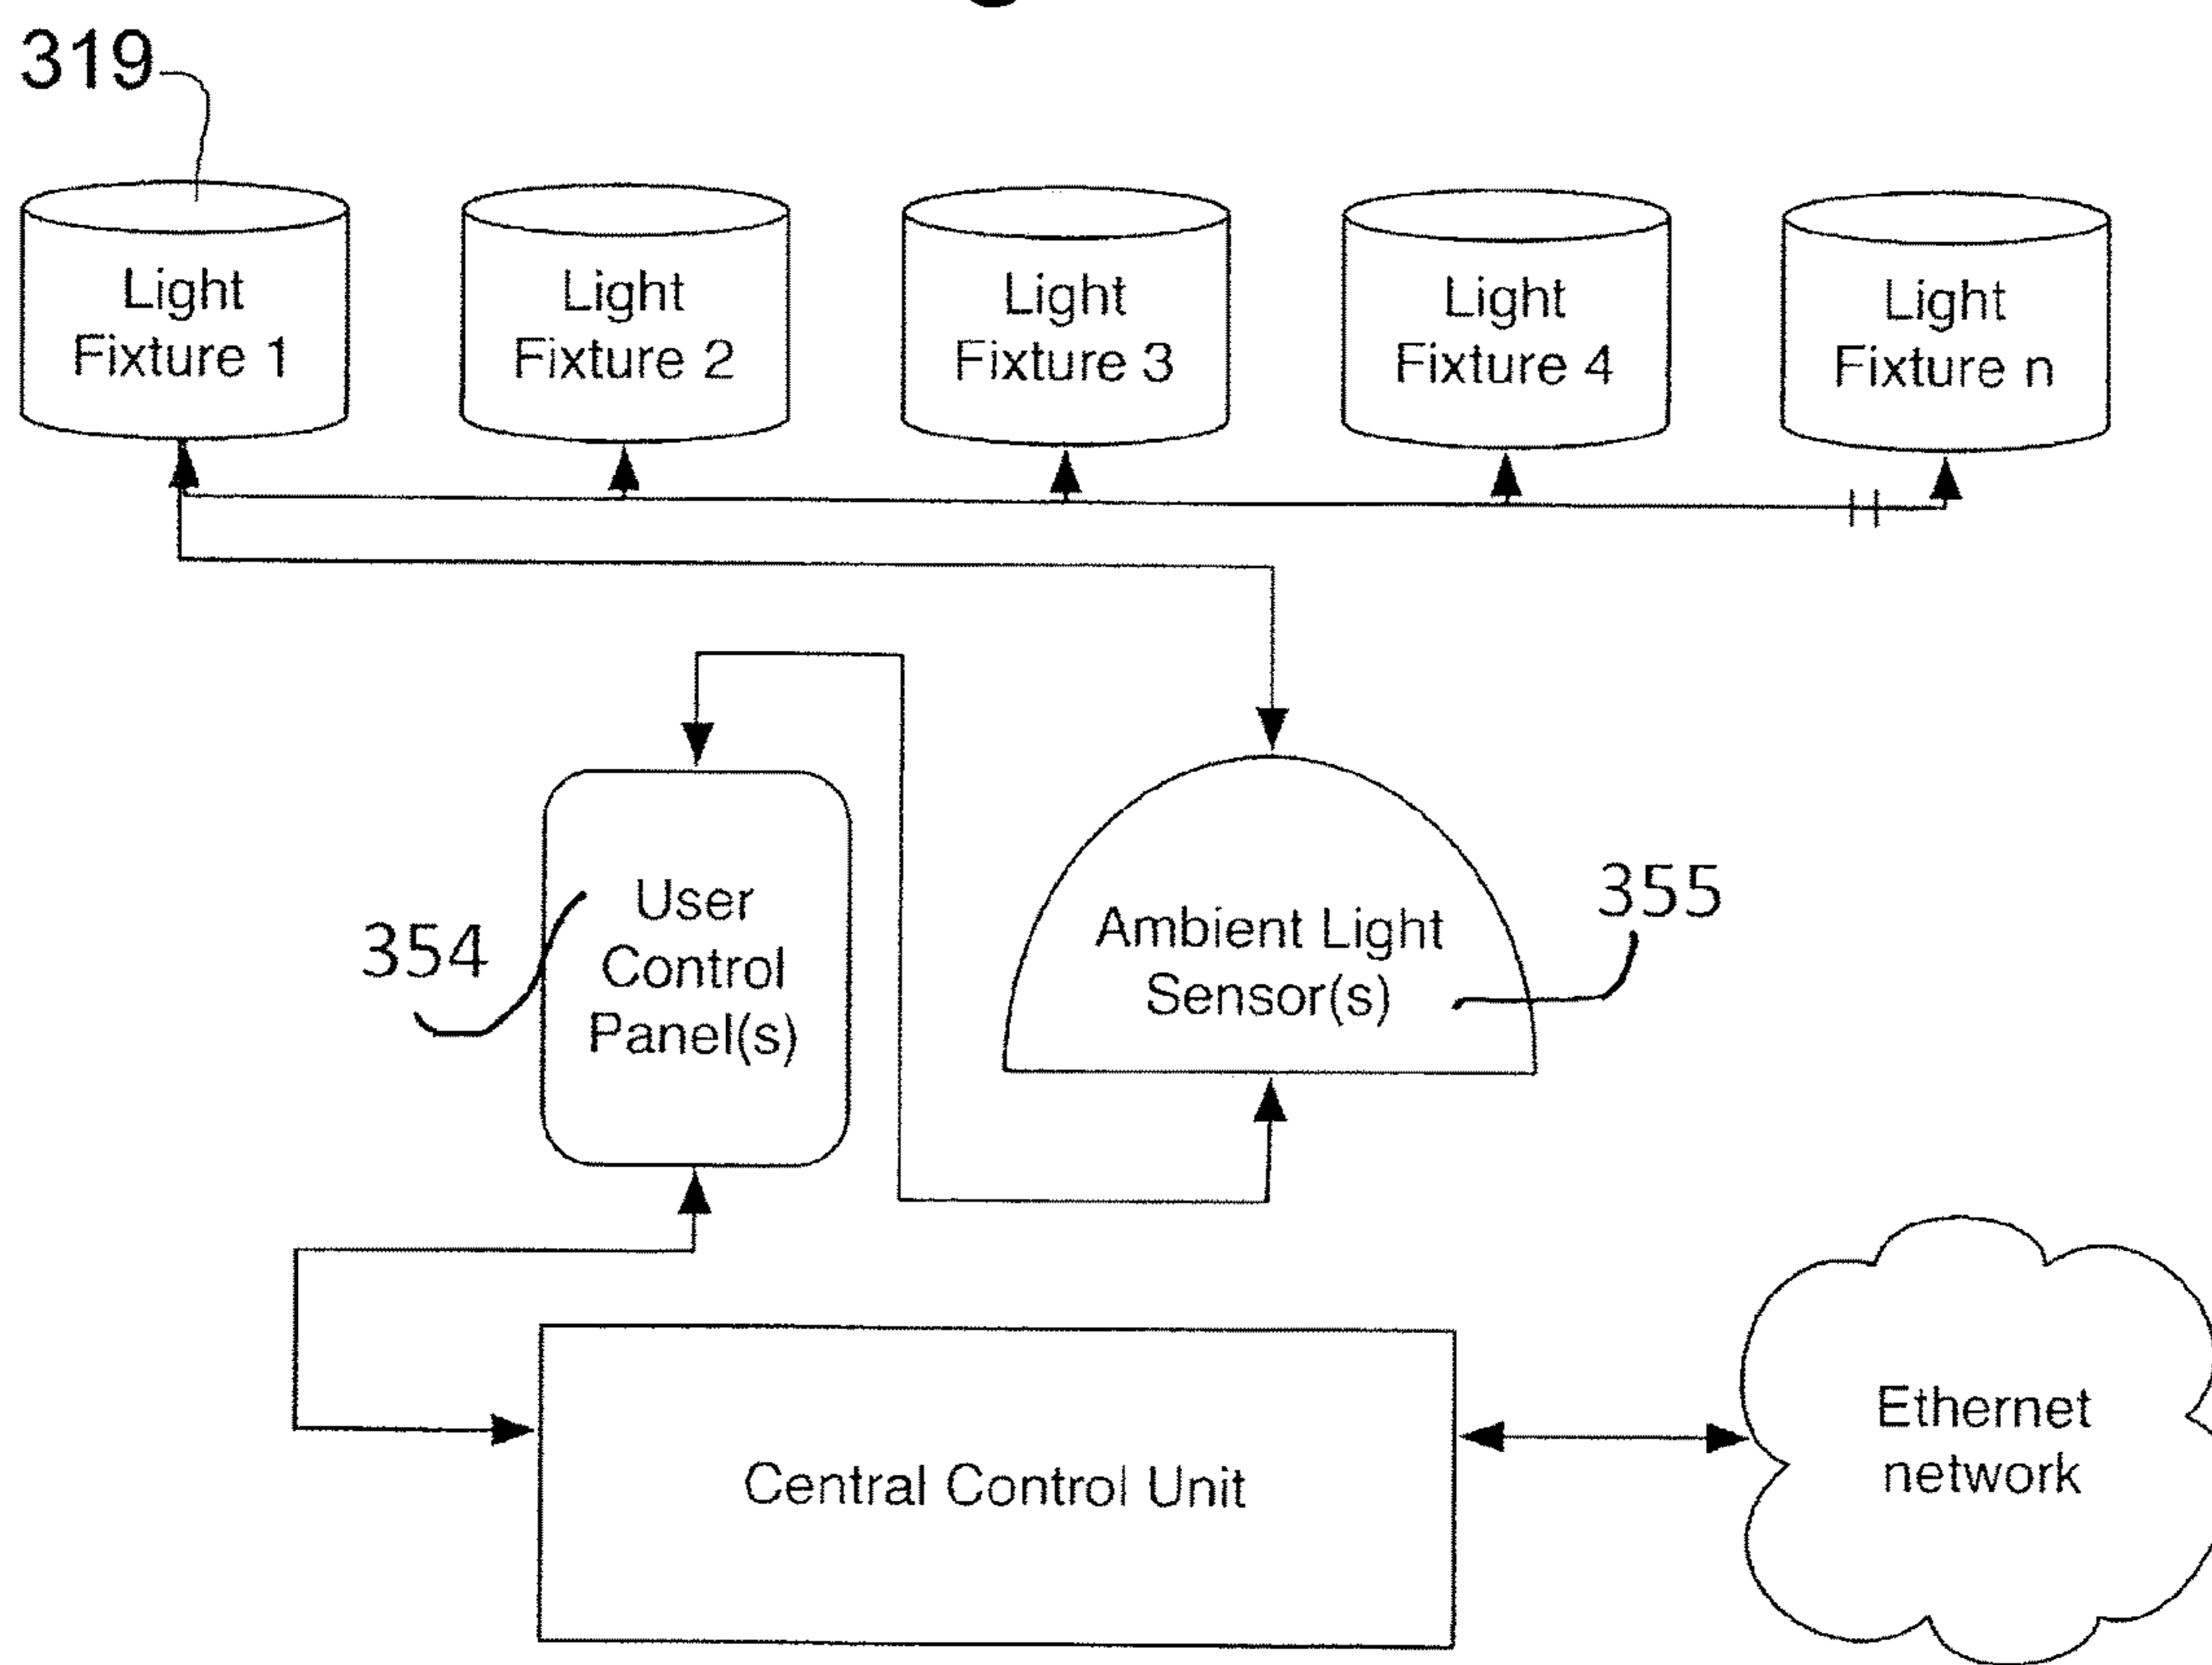 319
Light
Fixture 1
Light
Fixture 2
Light
Fixture 3
Light
Fixture 4
Light
Fixture n
User
Control
Panel(s)
354
Ambient Light
Sensor(s)
355
Central Control Unit
Ethernet
network